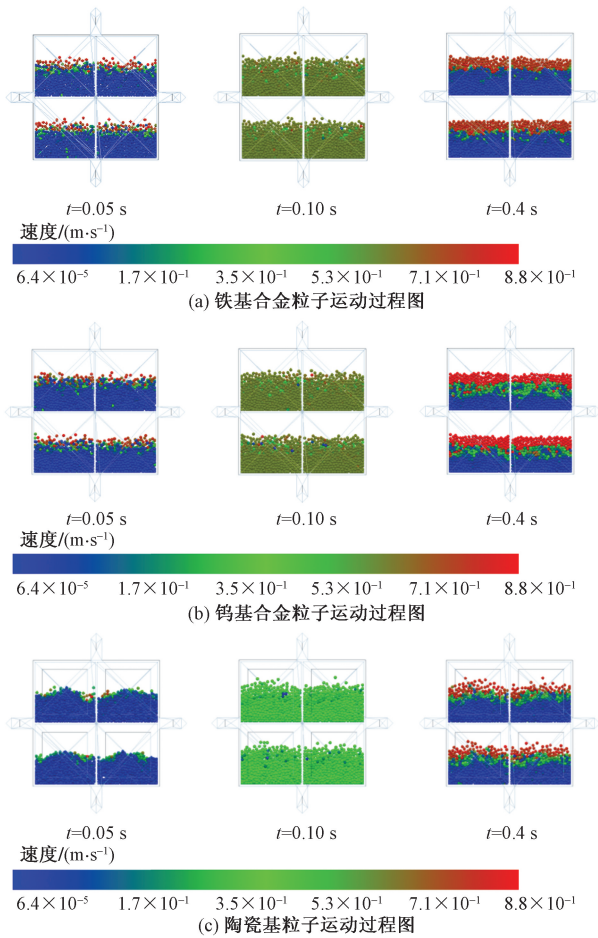 t=0.05 s t=0.10 s t=0.4 s
速度/(m·s⁻¹)
6.4×10⁻⁵ 1.7×10⁻¹ 3.5×10⁻¹ 5.3×10⁻¹ 7.1×10⁻¹ 8.8×10⁻¹
(a) 铁基合金粒子运动过程图
t=0.05 s t=0.10 s t=0.4 s
速度/(m·s⁻¹)
6.4×10⁻⁵ 1.7×10⁻¹ 3.5×10⁻¹ 5.3×10⁻¹ 7.1×10⁻¹ 8.8×10⁻¹
(b) 钨基合金粒子运动过程图
t=0.05 s t=0.10 s t=0.4 s
速度/(m·s⁻¹)
6.4×10⁻⁵ 1.7×10⁻¹ 3.5×10⁻¹ 5.3×10⁻¹ 7.1×10⁻¹ 8.8×10⁻¹
(c) 陶瓷基粒子运动过程图